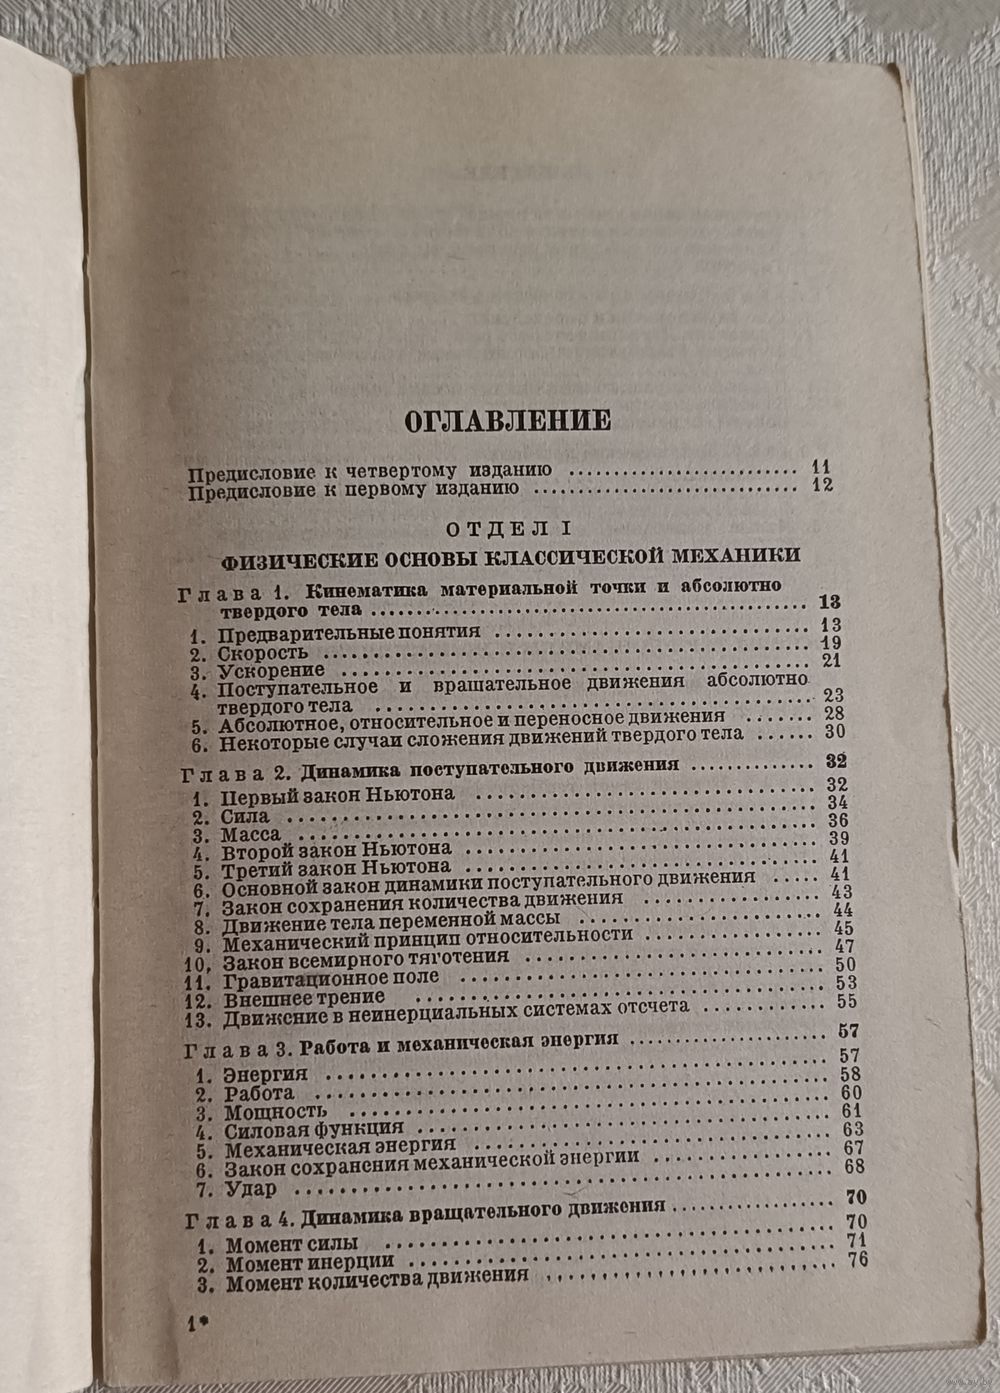 ОГЛАВЛЕНИЕ
Предисловие к четвертому изданию .......................... 11
Предисловие к первому изданию .............................. 12
ОТДЕЛ I
ФИЗИЧЕСКИЕ ОСНОВЫ КЛАССИЧЕСКОЙ МЕХАНИКИ
Глава 1. Кинематика материальной точки и абсолютно
твердого тела .................................................. 13
1. Предварительные понятия .................................... 13
2. Скорость .................................................... 19
3. Ускорение ................................................... 21
4. Поступательное и вращательное движения абсолютно
твердого тела .................................................. 23
5. Абсолютное, относительное и переносное движения ....... 28
6. Некоторые случаи сложения движений твердого тела ...... 30
Глава 2. Динамика поступательного движения ............. 32
1. Первый закон Ньютона ...................................... 32
2. Сила ........................................................ 34
3. Масса ....................................................... 36
4. Второй закон Ньютона ...................................... 39
5. Третий закон Ньютона ...................................... 41
6. Основной закон динамики поступательного движения ..... 41
7. Закон сохранения количества движения .................... 43
8. Движение тела переменной массы ........................... 44
9. Механический принцип относительности .................... 45
10. Закон всемирного тяготения ............................... 47
11. Гравитационное поле ....................................... 50
12. Внешнее трение ............................................ 53
13. Движение в неинерциальных системах отсчета ............. 55
Глава 3. Работа и механическая энергия .................... 57
1. Энергия ..................................................... 57
2. Работа ...................................................... 58
3. Мощность .................................................... 60
4. Силовая функция ............................................ 61
5. Механическая энергия ....................................... 63
6. Закон сохранения механической энергии ................... 67
7. Удар ........................................................ 68
Глава 4. Динамика вращательного движения ................ 70
1. Момент силы ................................................ 70
2. Момент инерции ............................................. 71
3. Момент количества движения ............................... 76
1*